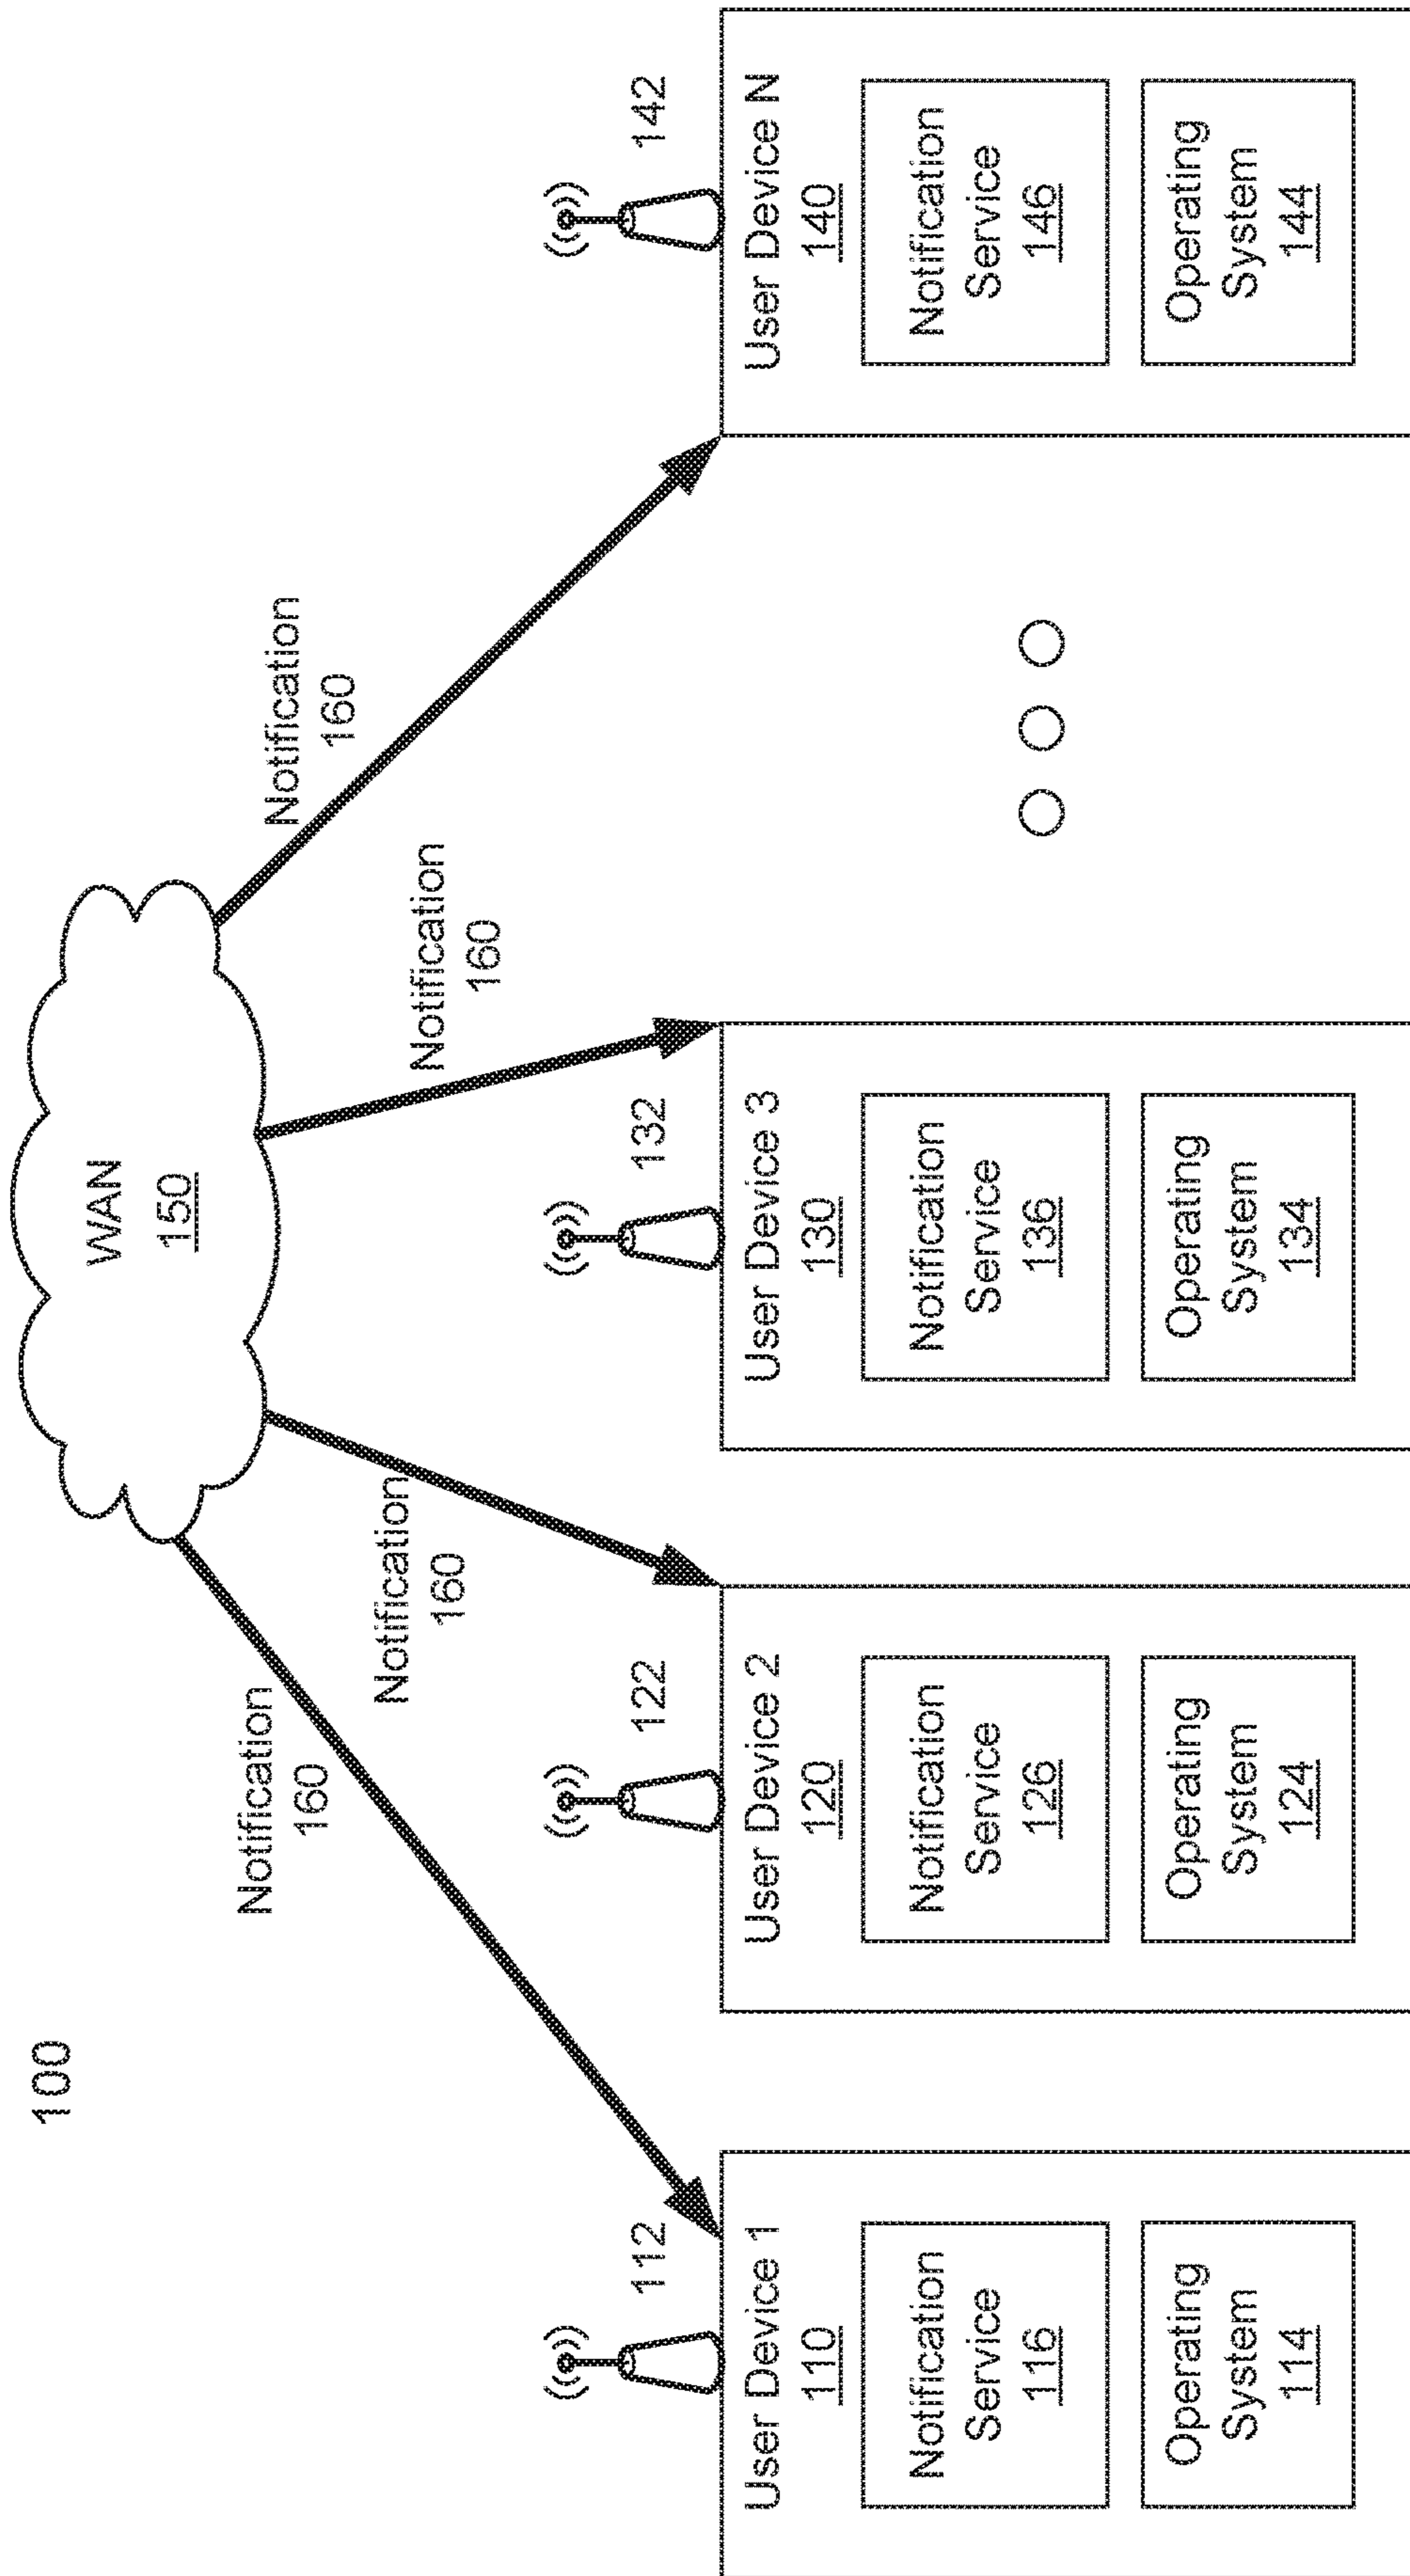 100
WAN
150
Notification
160
Notification
160
Notification
160
Notification
160
112
122
132
142
User Device 1
110
Notification
Service
116
Operating
System
114
User Device 2
120
Notification
Service
126
Operating
System
124
User Device 3
130
Notification
Service
136
Operating
System
134
User Device N
140
Notification
Service
146
Operating
System
144